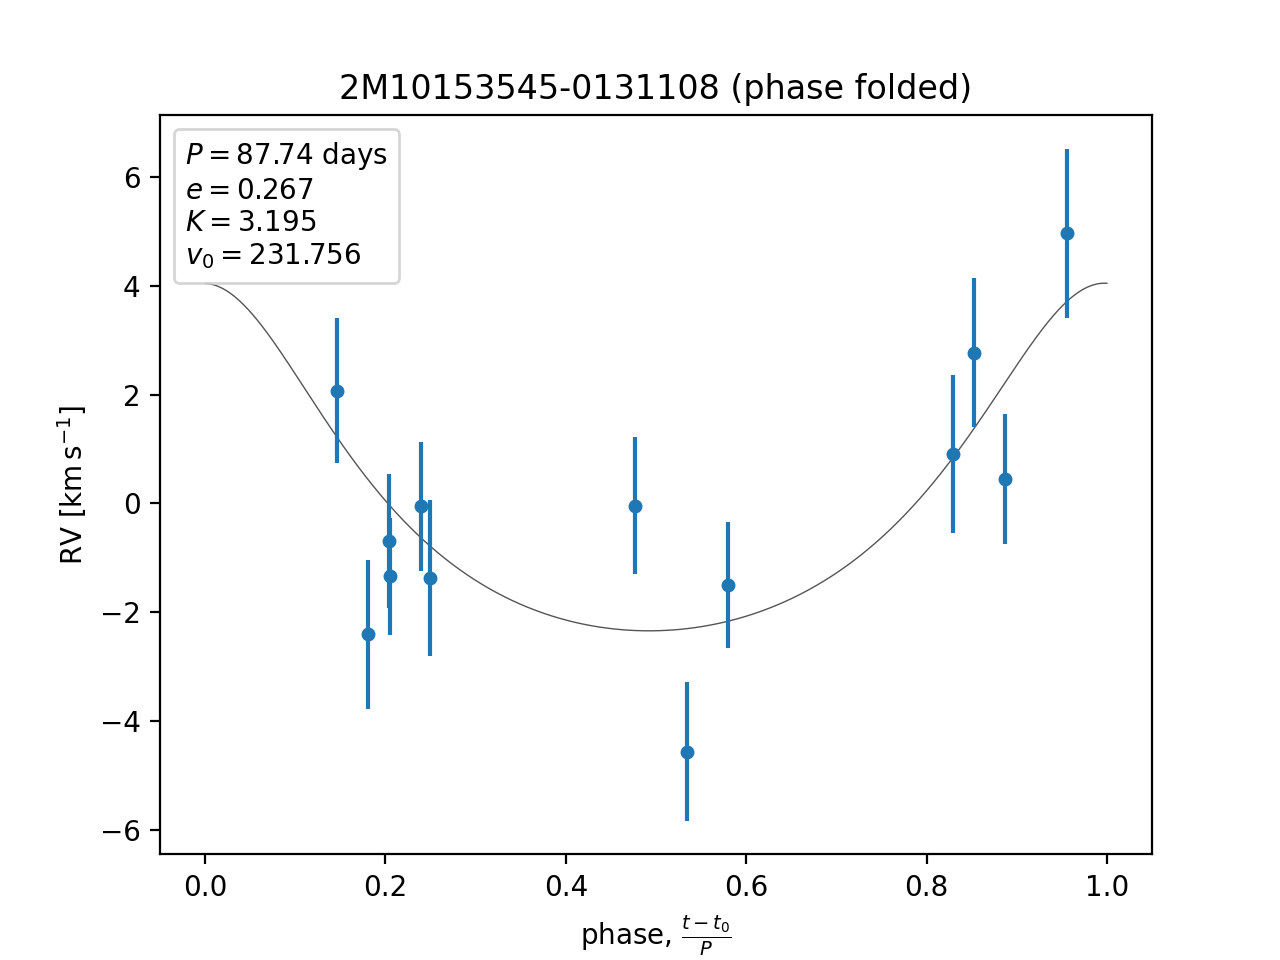 2M10153545-0131108 (phase folded)
P = 87.74 days
e = 0.267
K = 3.195
v₀ = 231.756
6
4
2
0
−2
−4
−6
RV [km s⁻¹]
0.0 0.2 0.4 0.6 0.8 1.0
phase, (t − t₀)/P